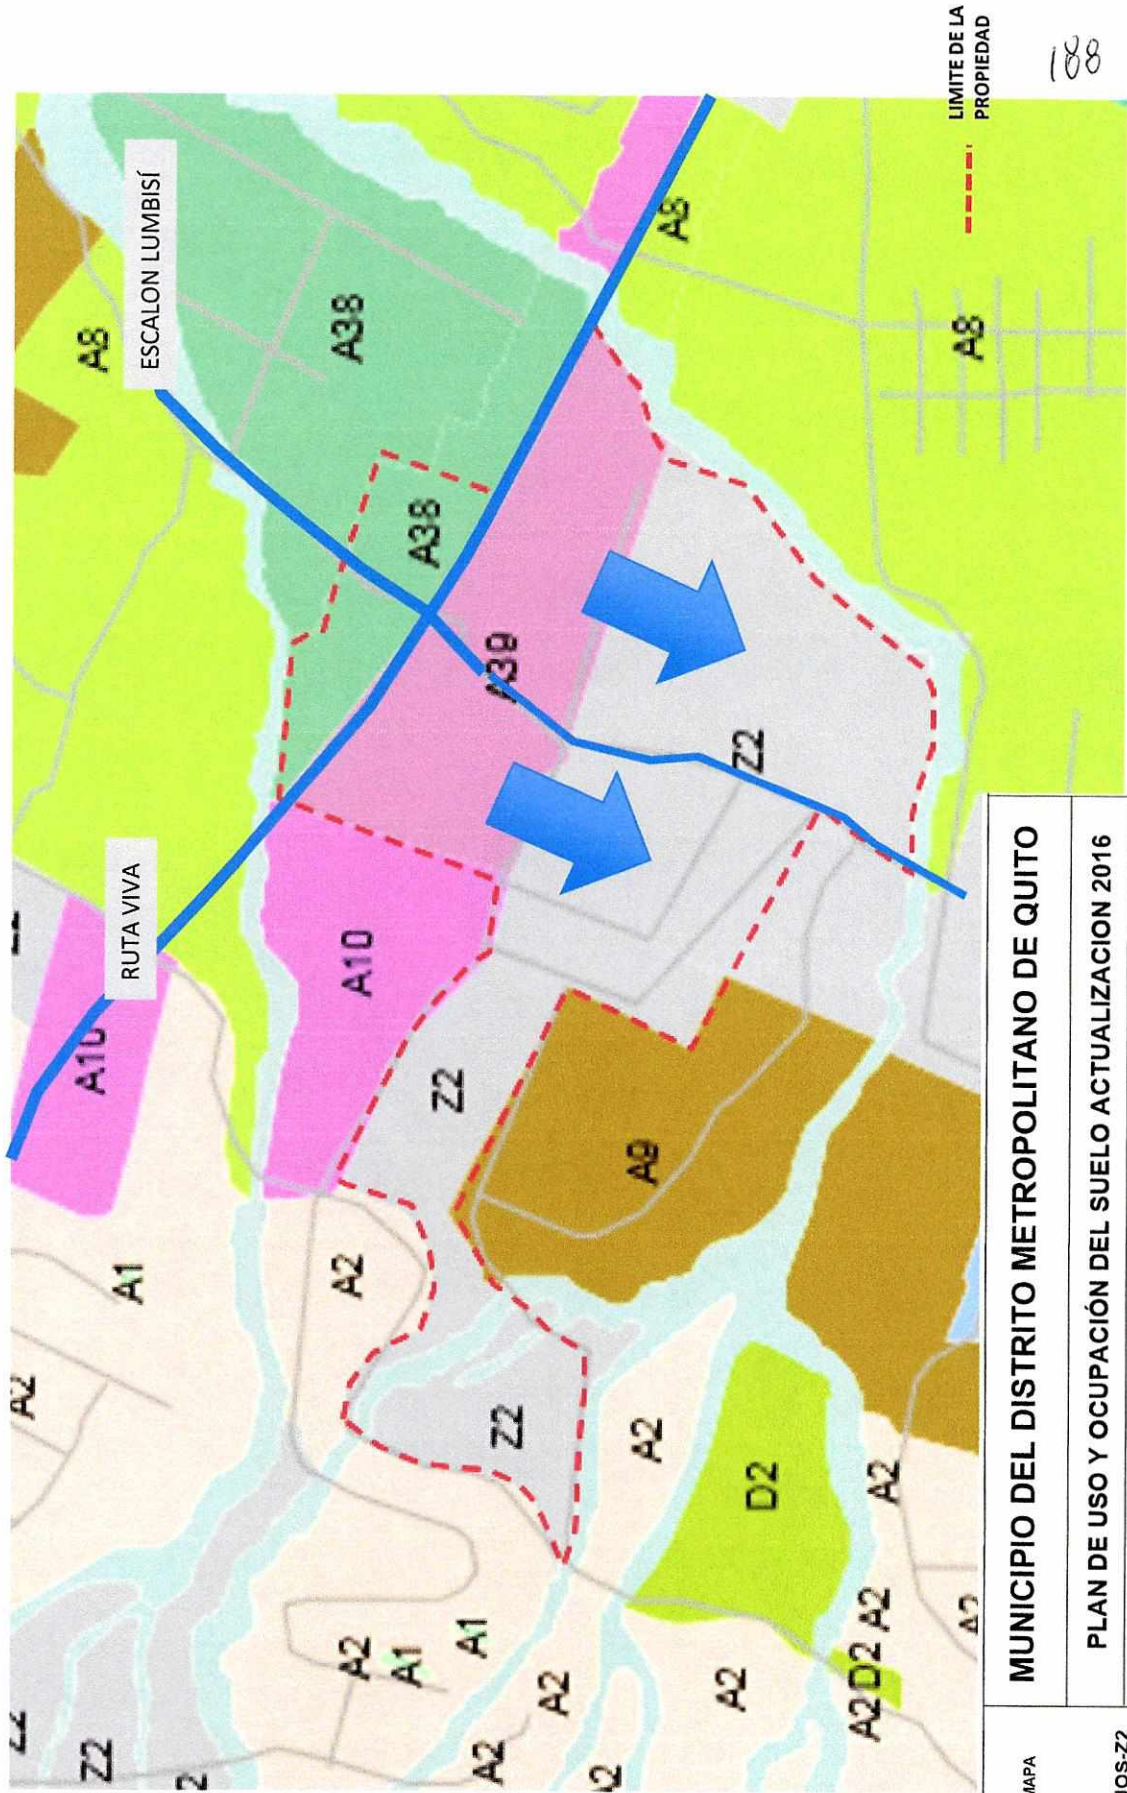 A2
Z2
A10
A8
A1
RUTA VIVA
ESCALON LUMBISÍ
A2
A2
A10
A38
A1
A38
Z2
A1
A2
Z2
A39
A2
A2
A9
A8
A2
Z2
D2
A2 D2 A2
A2
A8
LIMITE DE LA
PROPIEDAD
188
MAPA
MUNICIPIO DEL DISTRITO METROPOLITANO DE QUITO
PLAN DE USO Y OCUPACIÓN DEL SUELO ACTUALIZACION 2016